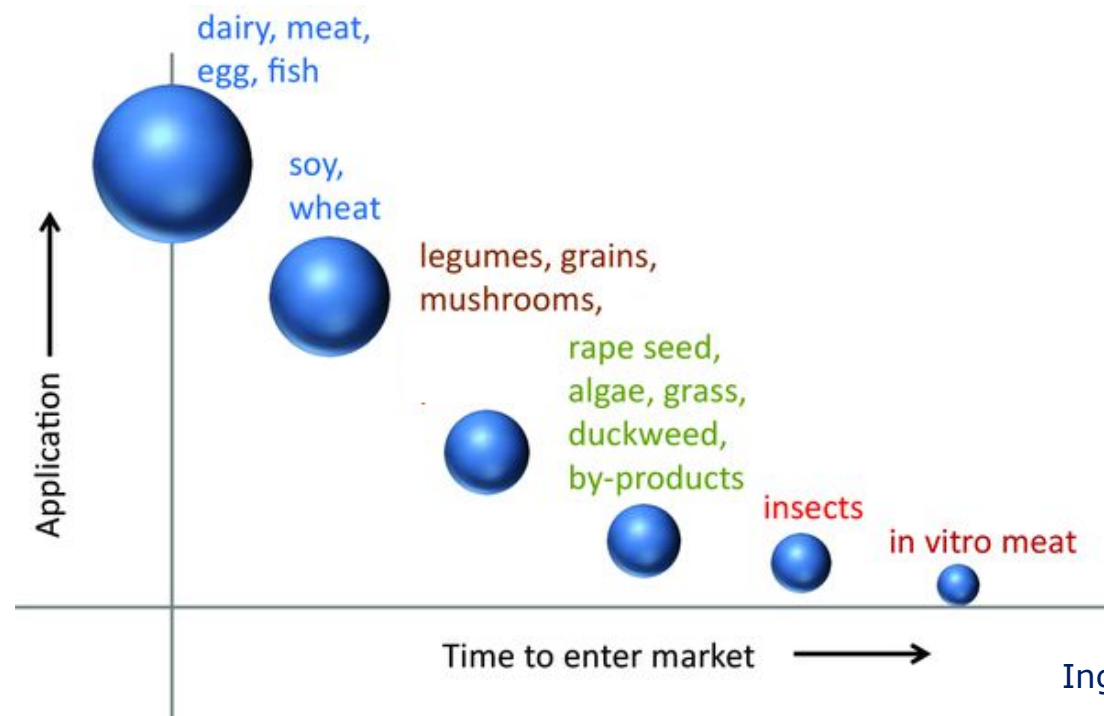 dairy, meat,
egg, fish
soy,
wheat
legumes, grains,
mushrooms,
rape seed,
algae, grass,
duckweed,
by-products
insects
in vitro meat
Application
Time to enter market
Ing